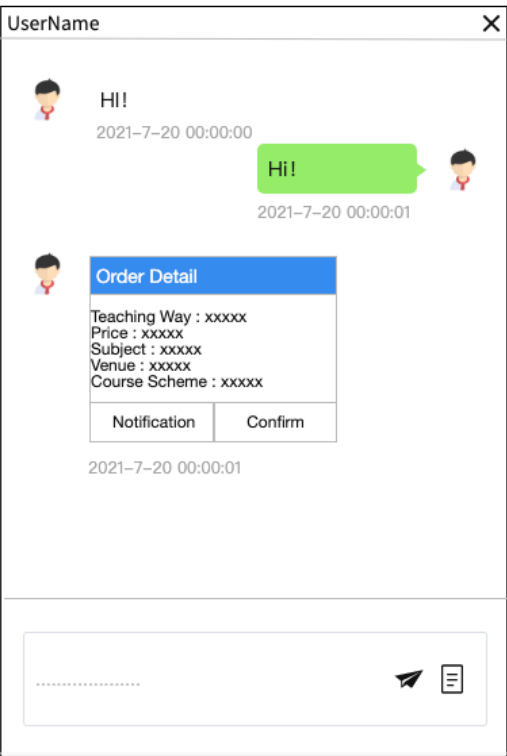 UserName
HI!
2021-7-20 00:00:00
Hi!
2021-7-20 00:00:01
Order Detail
Teaching Way : xxxxx
Price : xxxxx
Subject : xxxxx
Venue : xxxxx
Course Scheme : xxxxx
Notification Confirm
2021-7-20 00:00:01
....................